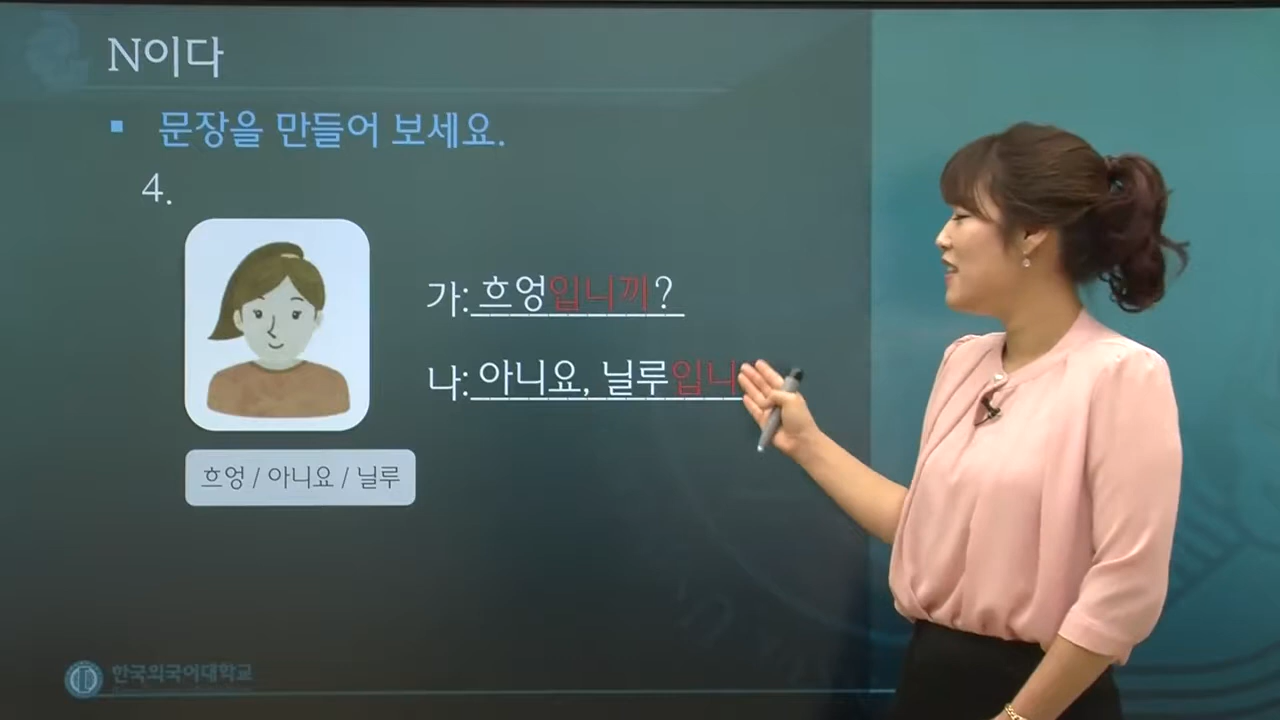 N이다
▪ 문장을 만들어 보세요.
4.
가: 흐엉입니까?
나: 아니요, 닐루입니
흐엉 / 아니요 / 닐루
한국외국어대학교